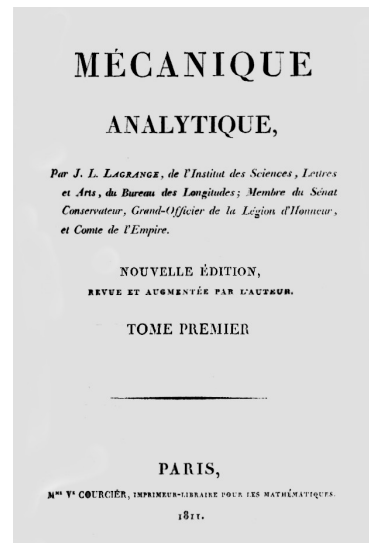 MÉCANIQUE
ANALYTIQUE,
Par J. L. LAGRANGE, de l'Institut des Sciences, Lettres
et Arts, du Bureau des Longitudes; Membre du Sénat
Conservateur, Grand-Officier de la Légion d'Honneur,
et Comte de l'Empire.
NOUVELLE ÉDITION,
REVUE ET AUGMENTÉE PAR L'AUTEUR.
TOME PREMIER
PARIS,
Mme Ve COURCIER, IMPRIMEUR-LIBRAIRE POUR LES MATHÉMATIQUES.
1811.